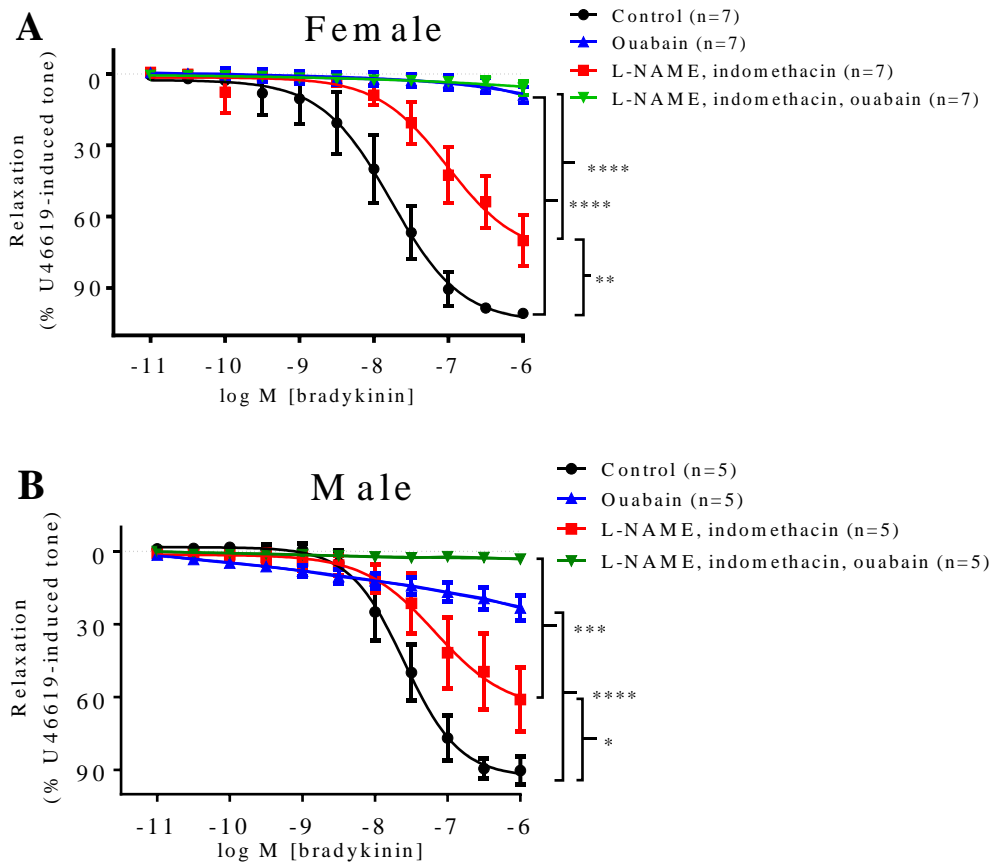 A
Female
Control (n=7)
Ouabain (n=7)
L-NAME, indomethacin (n=7)
L-NAME, indomethacin, ouabain (n=7)
Relaxation
(% U46619-induced tone)
0
30
60
90
-11 -10 -9 -8 -7 -6
log M [bradykinin]
****
****
**
B
Male
Control (n=5)
Ouabain (n=5)
L-NAME, indomethacin (n=5)
L-NAME, indomethacin, ouabain (n=5)
Relaxation
(% U46619-induced tone)
0
30
60
90
-11 -10 -9 -8 -7 -6
log M [bradykinin]
***
****
*